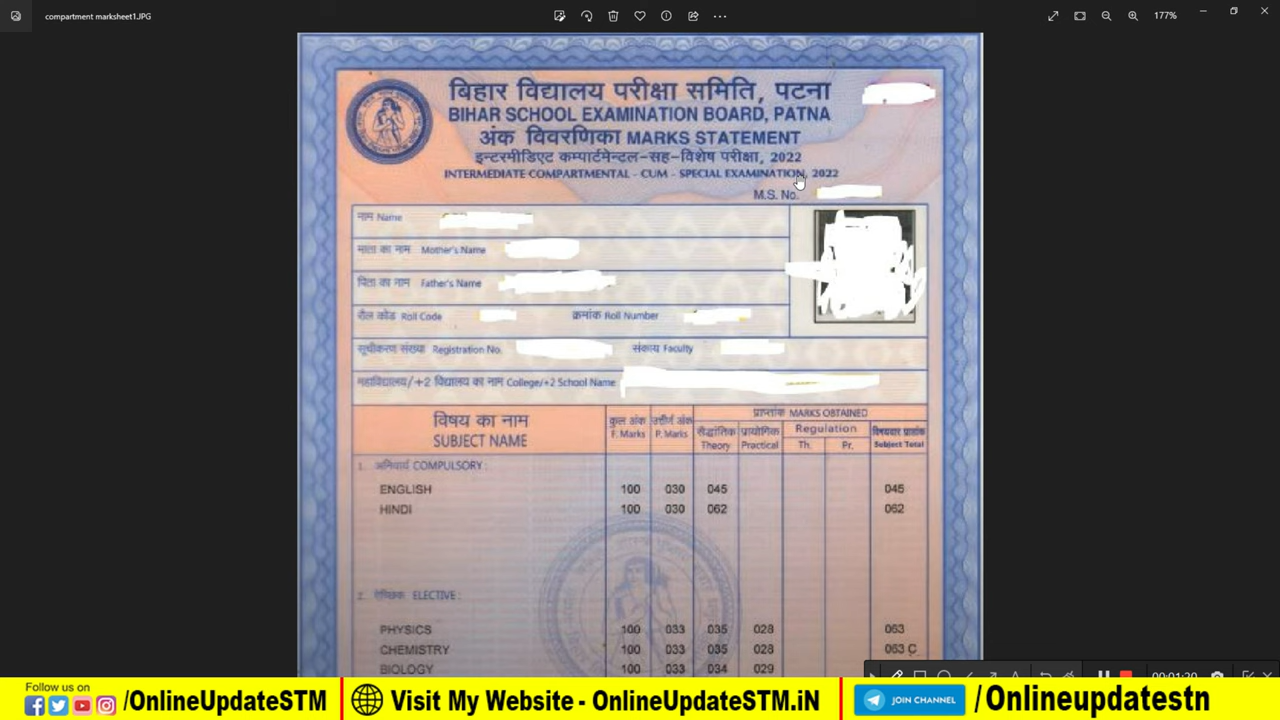 compartment marksheet1.JPG
177%
बिहार विद्यालय परीक्षा समिति, पटना
BIHAR SCHOOL EXAMINATION BOARD, PATNA
अंक विवरणिका MARKS STATEMENT
इन्टरमीडिएट कम्पार्टमेन्टल-सह-विशेष परीक्षा, 2022
INTERMEDIATE COMPARTMENTAL - CUM - SPECIAL EXAMINATION, 2022
M.S. No.
नाम Name
माता का नाम Mother's Name
पिता का नाम Father's Name
रौल कोड Roll Code क्रमांक Roll Number
सूचीकरण संख्या Registration No. संकाय Faculty
महाविद्यालय/+2 विद्यालय का नाम College/+2 School Name
विषय का नाम
SUBJECT NAME
कुल अंक
F. Marks
उत्तीर्ण अंक
P. Marks
प्राप्तांक MARKS OBTAINED
सैद्धांतिक
Theory
प्रायोगिक
Practical
Regulation
Th. Pr.
विषयवार प्राप्तांक
Subject Total
1. अनिवार्य COMPULSORY :
ENGLISH 100 030 045 045
HINDI 100 030 062 062
2. ऐच्छिक ELECTIVE :
PHYSICS 100 033 035 028 063
CHEMISTRY 100 033 035 028 063 C
BIOLOGY 100 033 034 029
00:01:20
Follow us on
/OnlineUpdateSTM
Visit My Website - OnlineUpdateSTM.iN
JOIN CHANNEL
/Onlineupdatestn